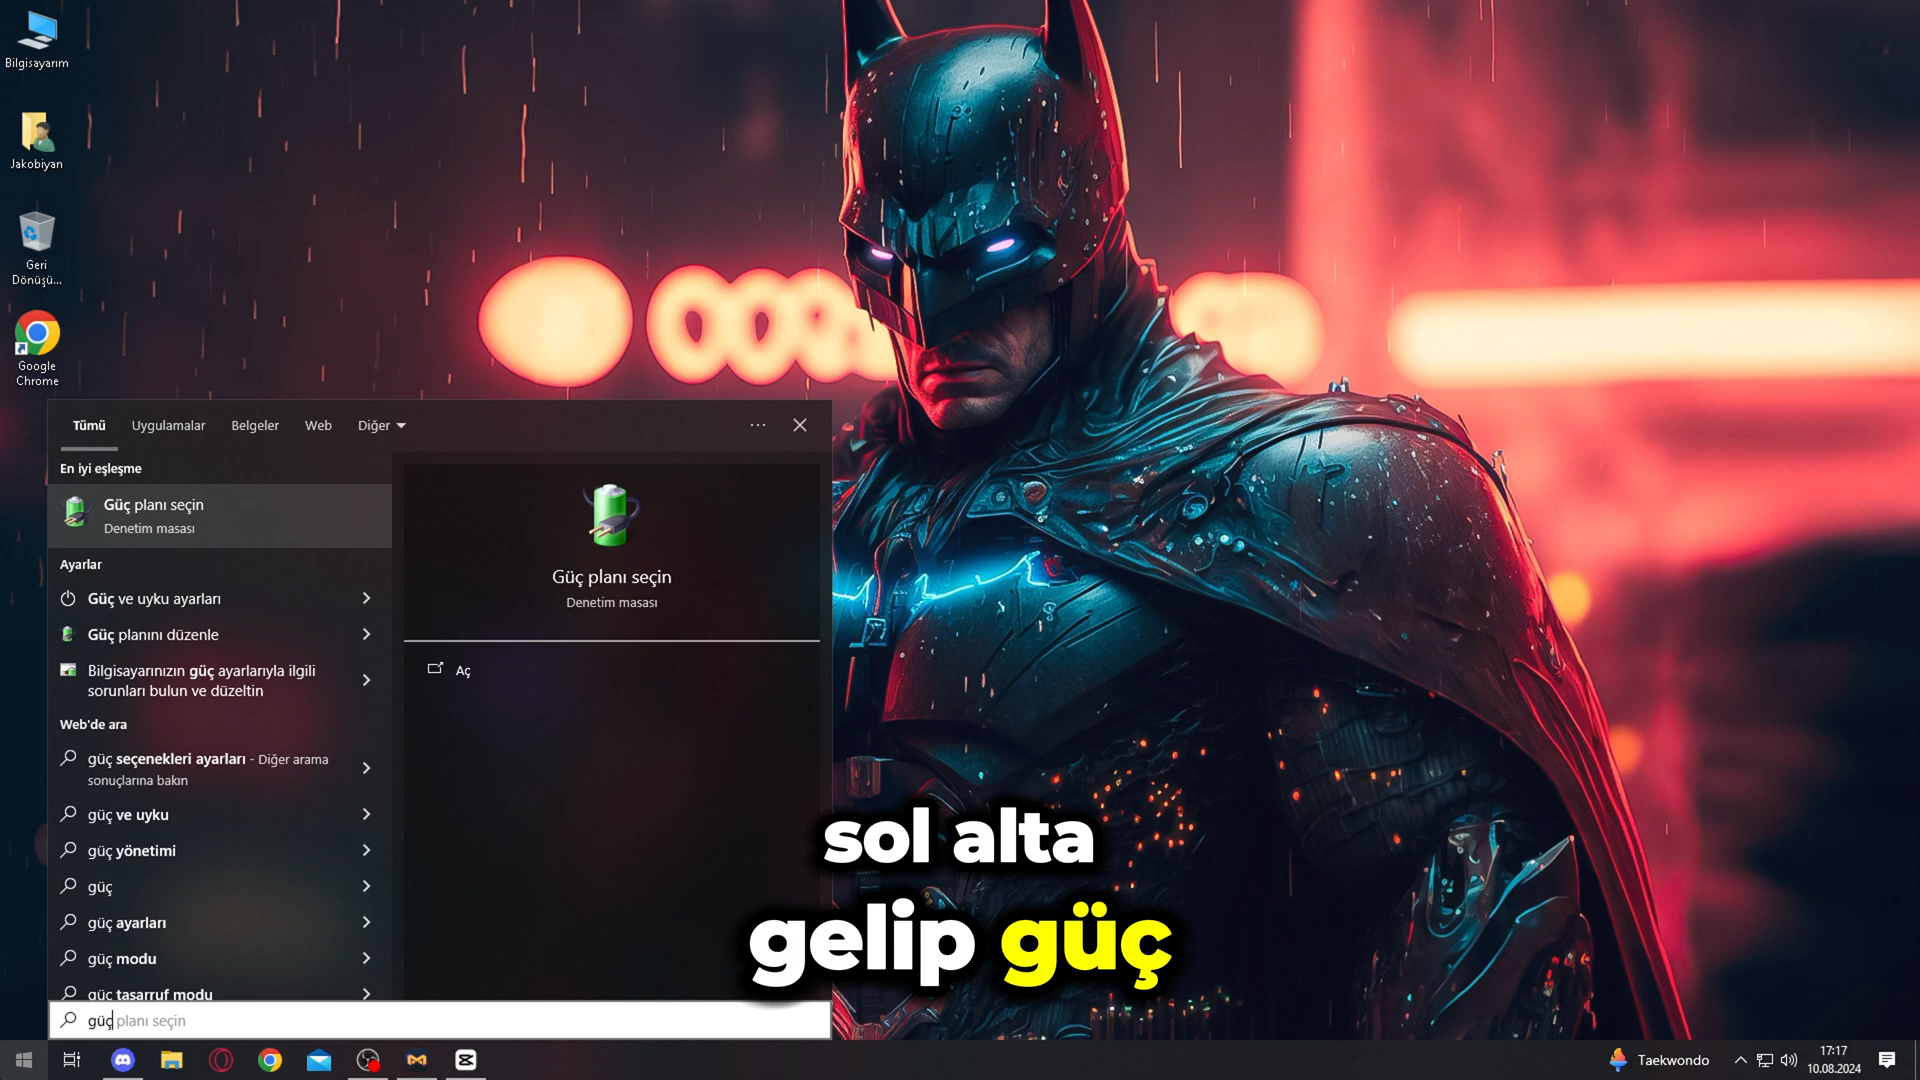 Bilgisayarım
Jakobiyan
Geri
Dönüşü...
Google
Chrome
Tümü Uygulamalar Belgeler Web Diğer
En iyi eşleşme
Güç planı seçin
Denetim masası
Ayarlar
Güç ve uyku ayarları
Güç planını düzenle
Bilgisayarınızın güç ayarlarıyla ilgili
sorunları bulun ve düzeltin
Web'de ara
güç seçenekleri ayarları - Diğer arama
sonuçlarına bakın
güç ve uyku
güç yönetimi
güç
güç ayarları
güç modu
güç tasarruf modu
güç planı seçin
Güç planı seçin
Denetim masası
Aç
sol alta
gelip güç
Taekwondo
17:17
10.08.2024